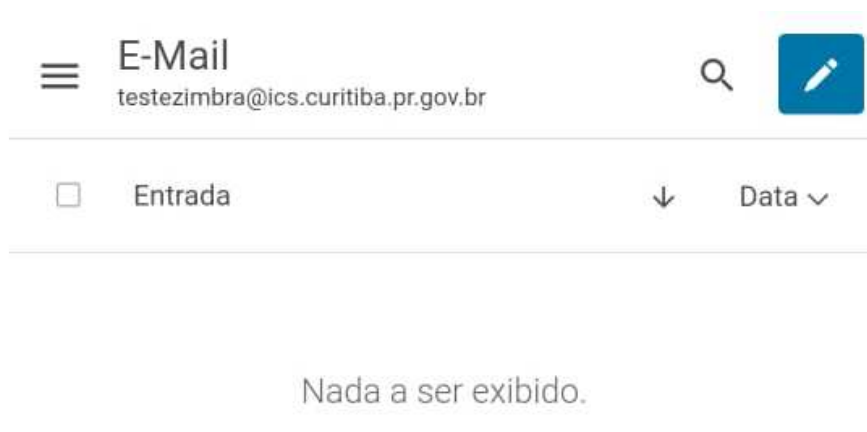 E-Mail
testezimbra@ics.curitiba.pr.gov.br
Entrada
Data
Nada a ser exibido.